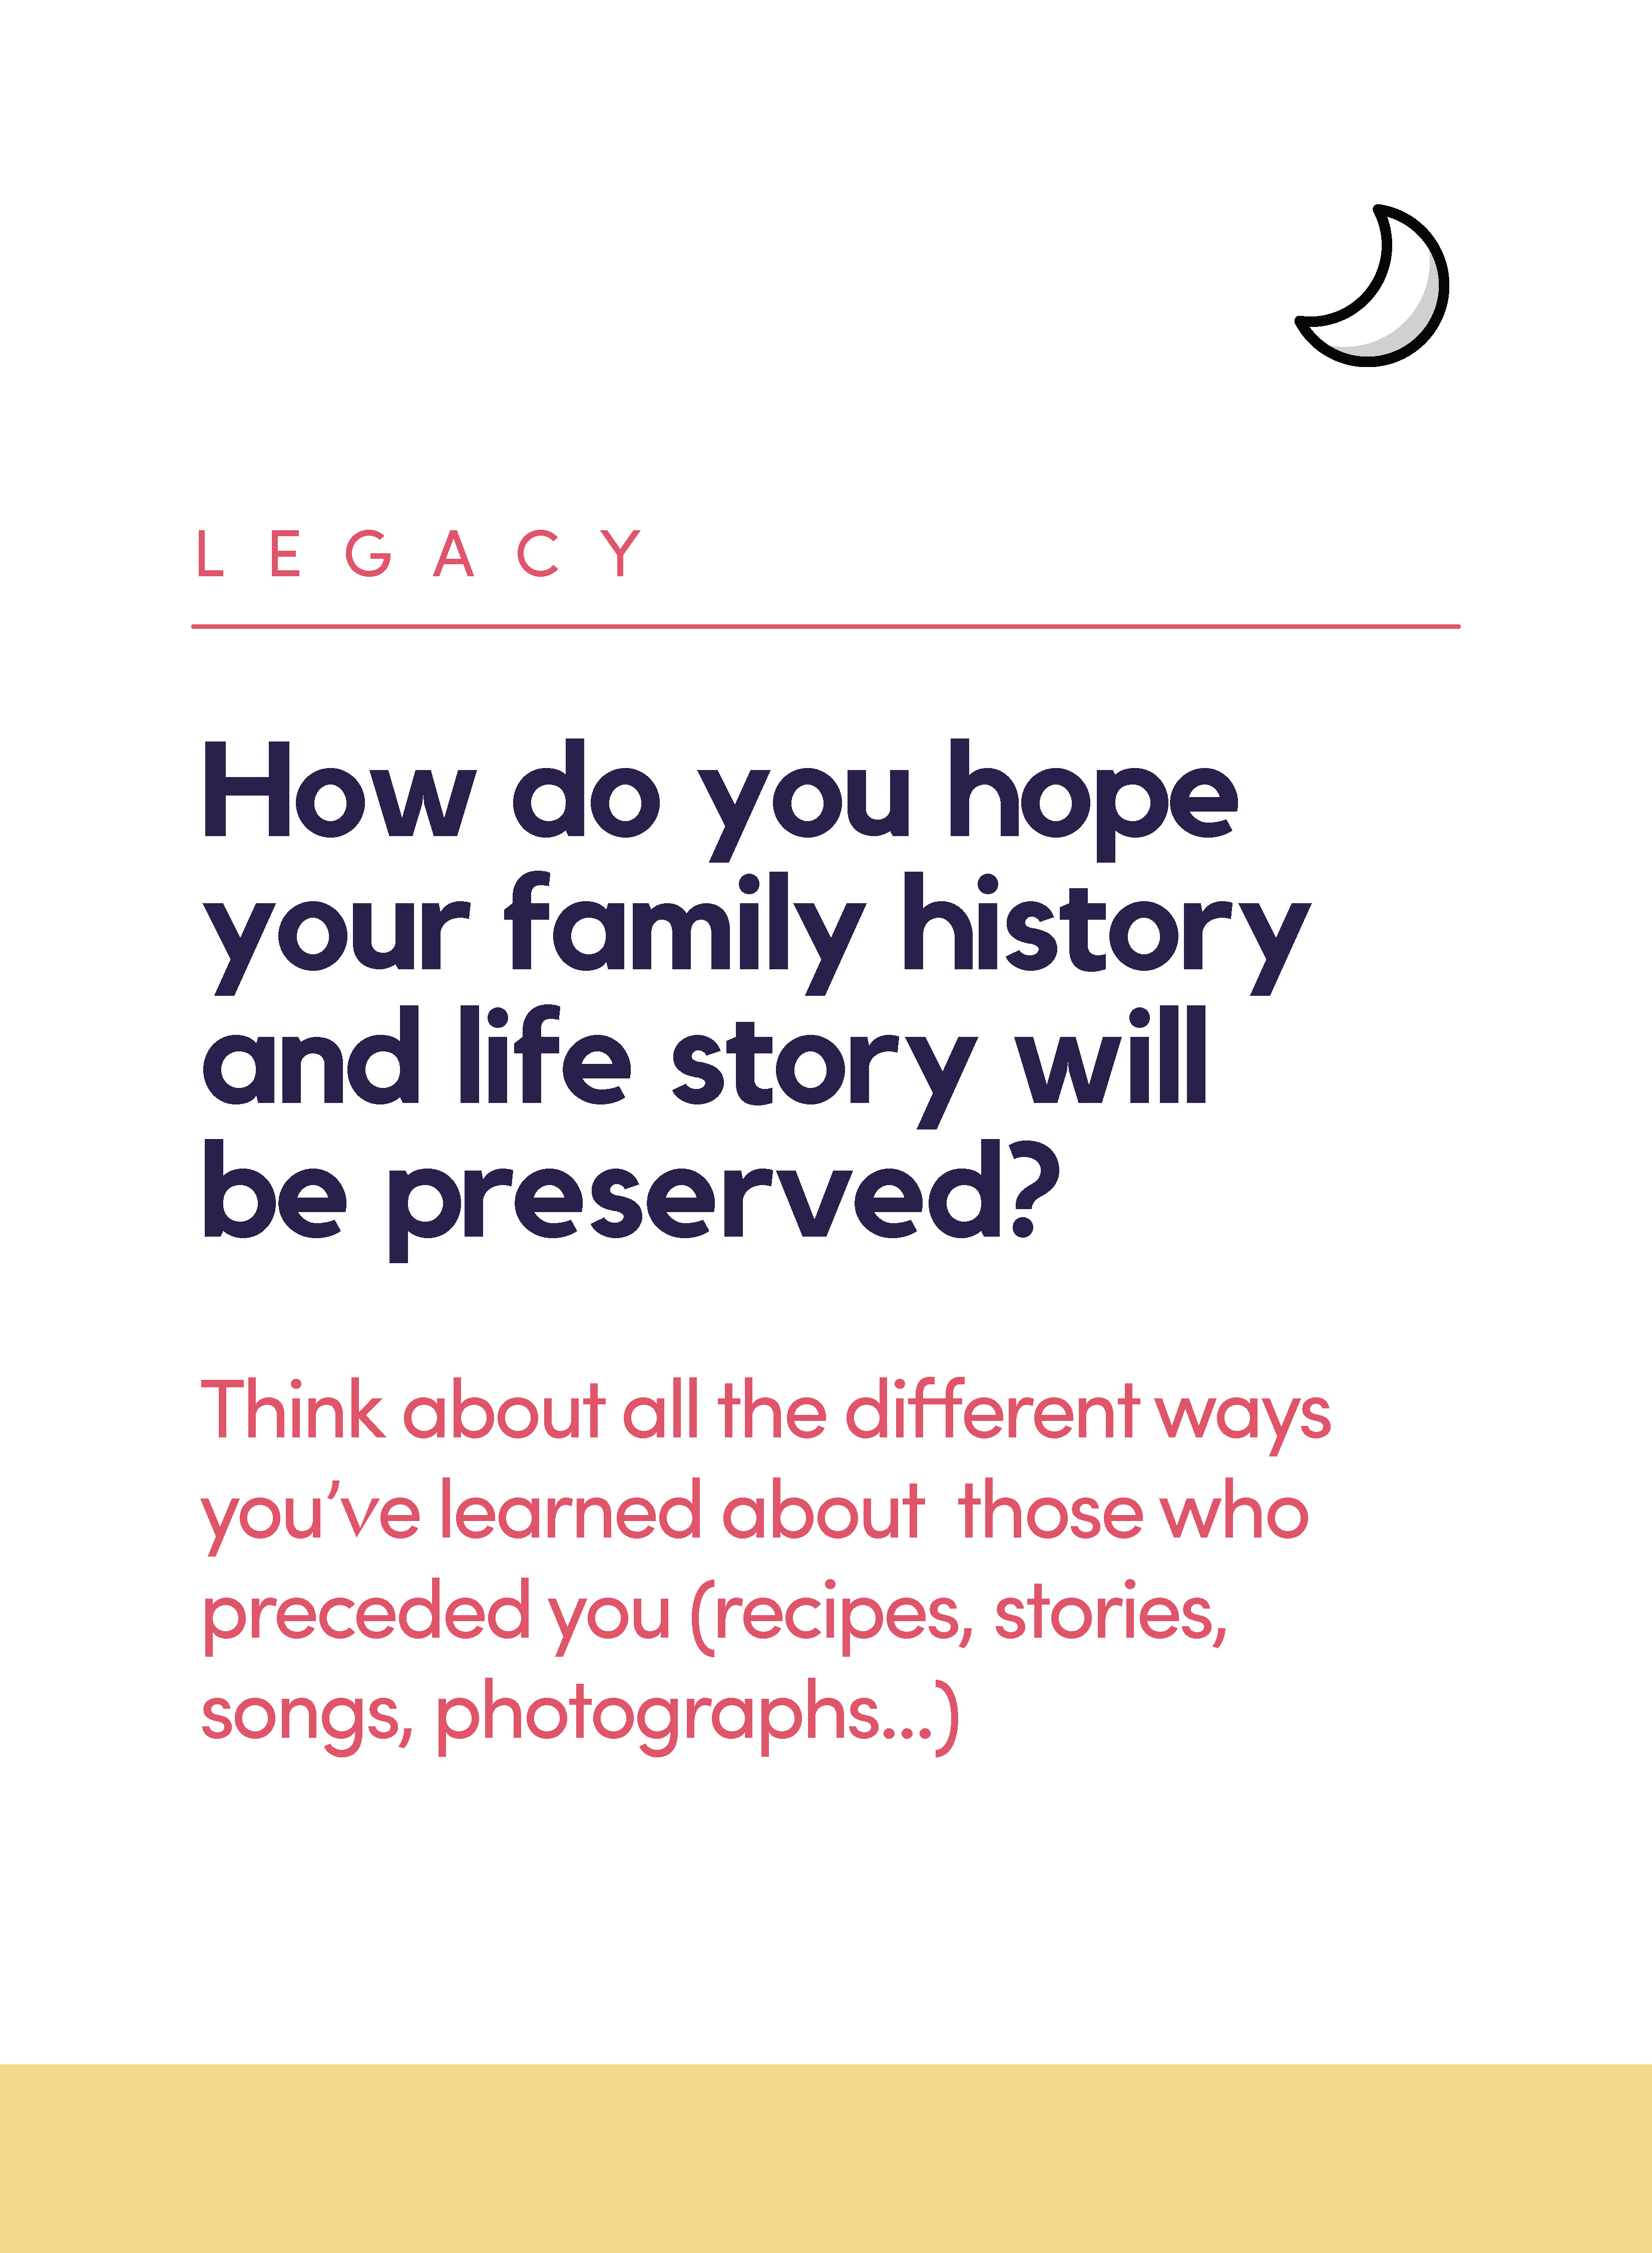 LEGACY
How do you hope
your family history
and life story will
be preserved?
Think about all the different ways
you’ve learned about  those who
preceded you (recipes, stories,
songs, photographs...)